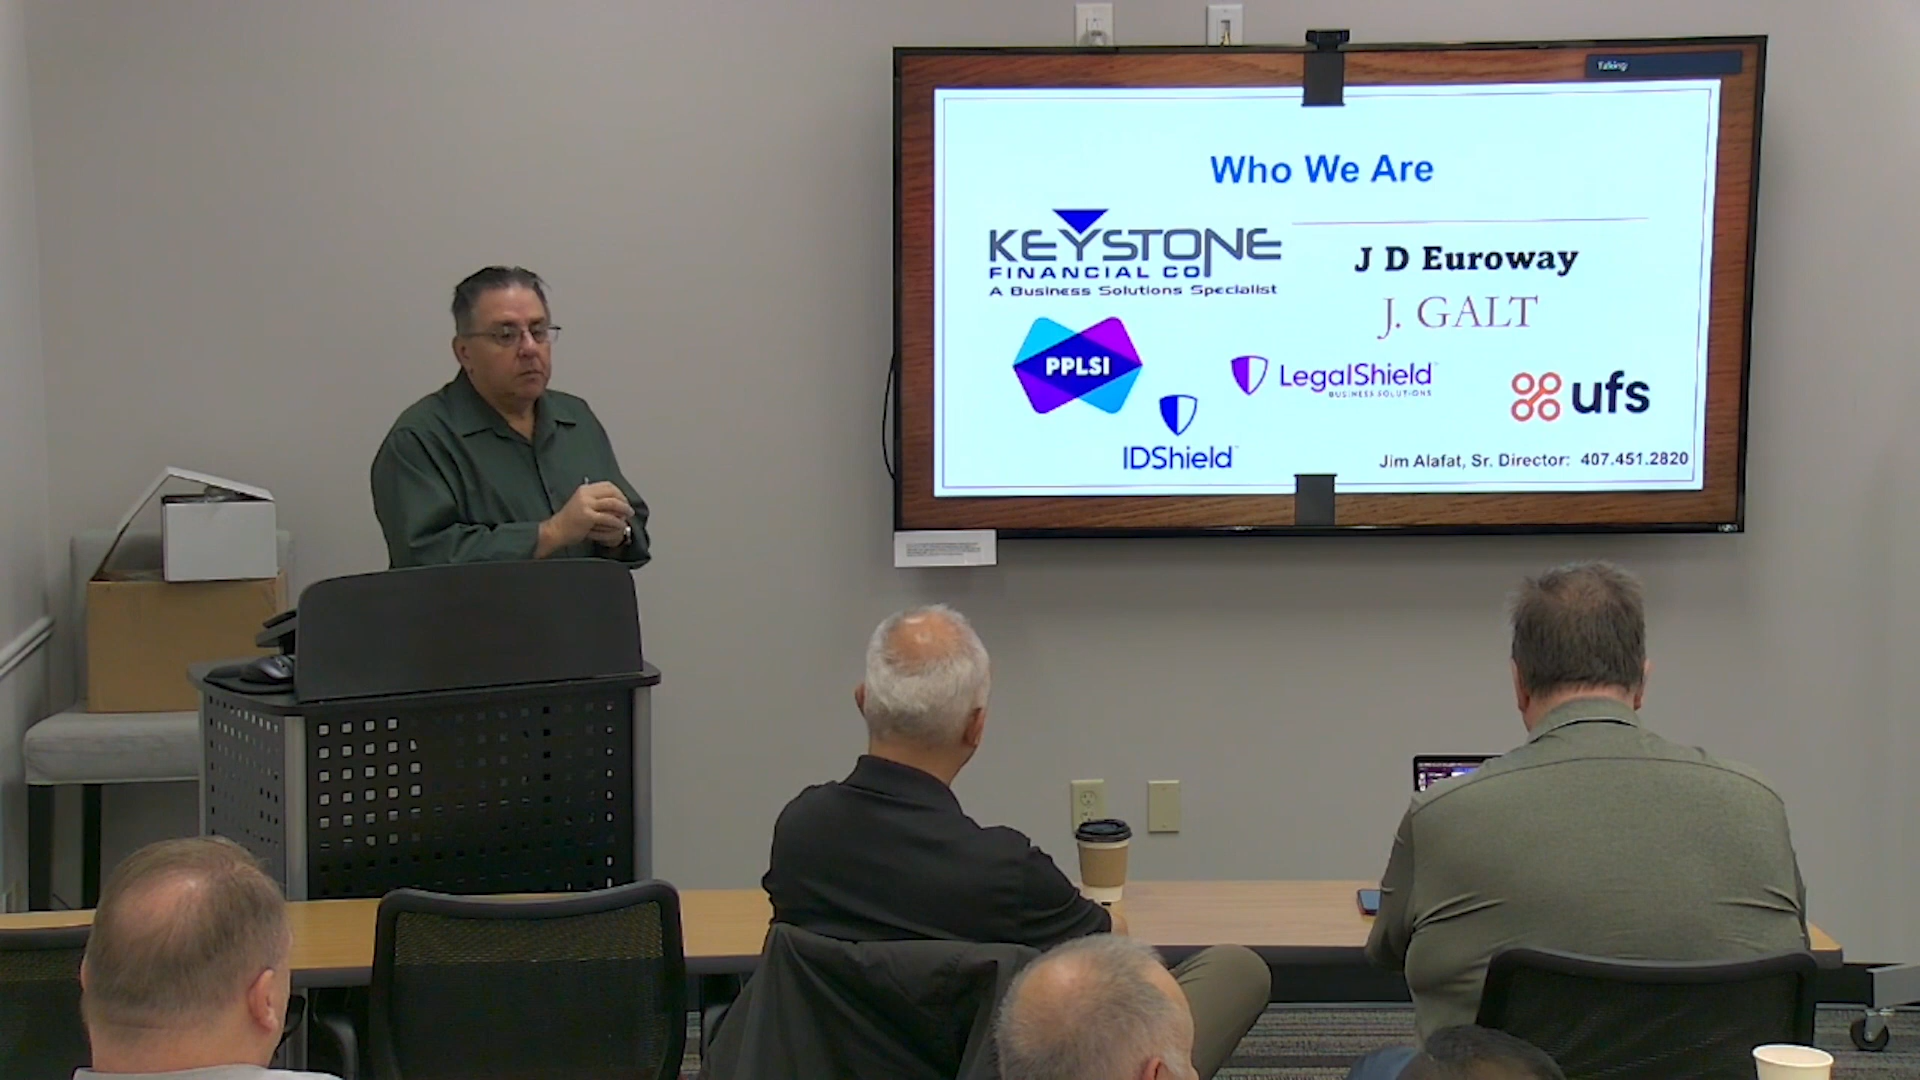 Talking
Who We Are
KEYSTONE
FINANCIAL CO
A Business Solutions Specialist
J D Euroway
J. GALT
PPLSI
LegalShield
BUSINESS SOLUTIONS
ufs
IDShield
Jim Alafat, Sr. Director: 407.451.2820